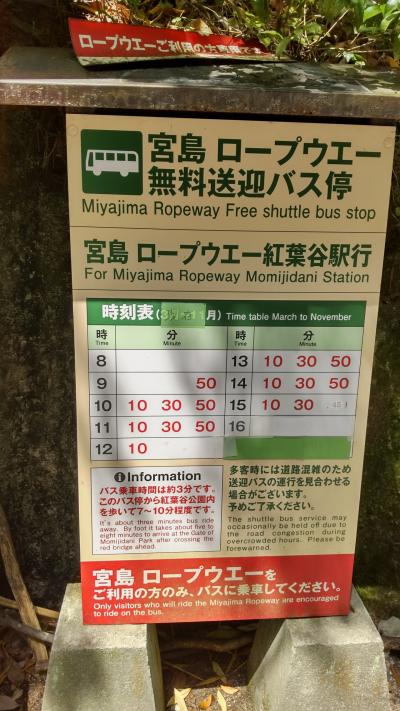 ロープウエーご利用の方専用で
宮島 ロープウエー
無料送迎バス停
Miyajima Ropeway Free shuttle bus stop
宮島 ロープウエー紅葉谷駅行
For Miyajima Ropeway Momijidani Station
時刻表(3月 11月) Time table March to November
時 分 時 分
Time Minute Time Minute
8 13 10 30 50
9 50 14 10 30 50
10 10 30 50 15 10 30
11 10 30 50 16
12 10
Information
バス乗車時間は約3分です。
このバス停から紅葉谷公園内
を歩いて7〜10分程度です。
It's about three minutes bus ride
away. By foot it takes about five to
eight minutes to arrive at the Gate of
Momijidani Park after crossing the
red bridge ahead.
多客時には道路混雑のため
送迎バスの運行を見合わせる
場合がございます。
予めご了承ください。
The shuttle bus service may
occasionally be held off due to
the road congestion during
overcrowded hours. Please be
forewarned.
宮島 ロープウエーを
ご利用の方のみ、バスに乗車してください。
Only visitors who will ride the Miyajima Ropeway are encouraged
to ride on the bus.